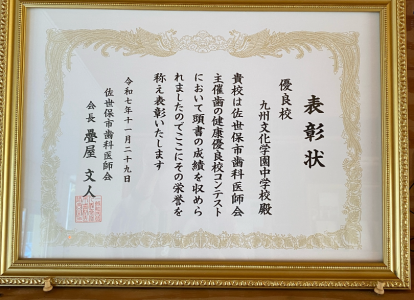 表彰状
優良校
九州文化学園中学校殿
貴校は佐世保市歯科医師会
主催歯の健康優良校コンテスト
において頭書の成績を収めら
れましたのでここにその栄誉を
称え表彰いたします
令和七年十一月二十九日
佐世保市歯科医師会
会長 疉屋 文人